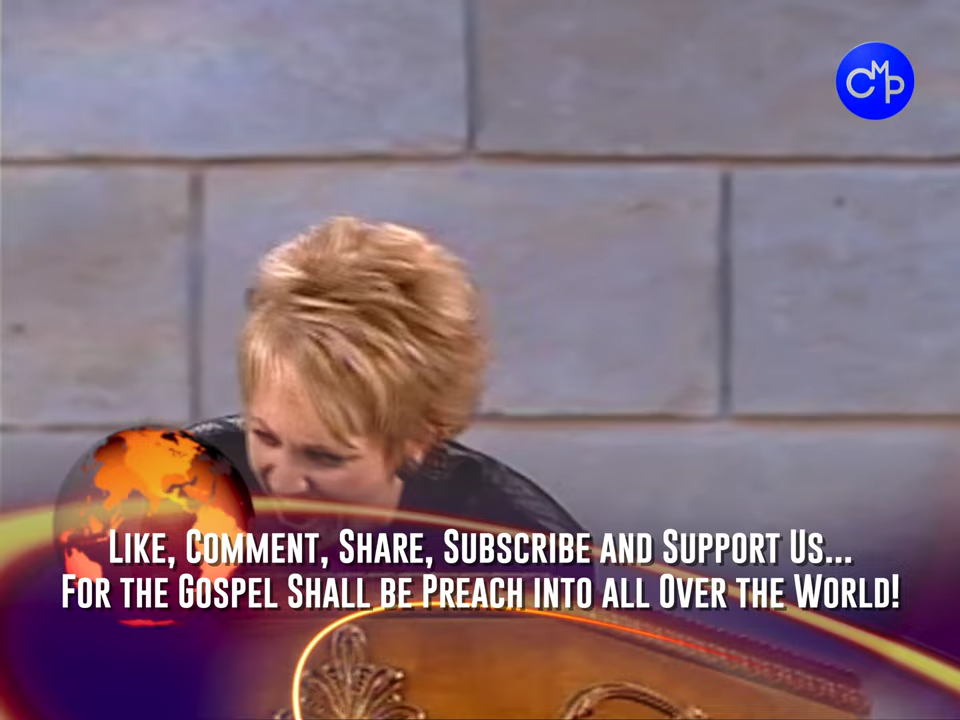 CMP
Like, Comment, Share, Subscribe and Support Us...
For the Gospel Shall be Preach into all Over the World!